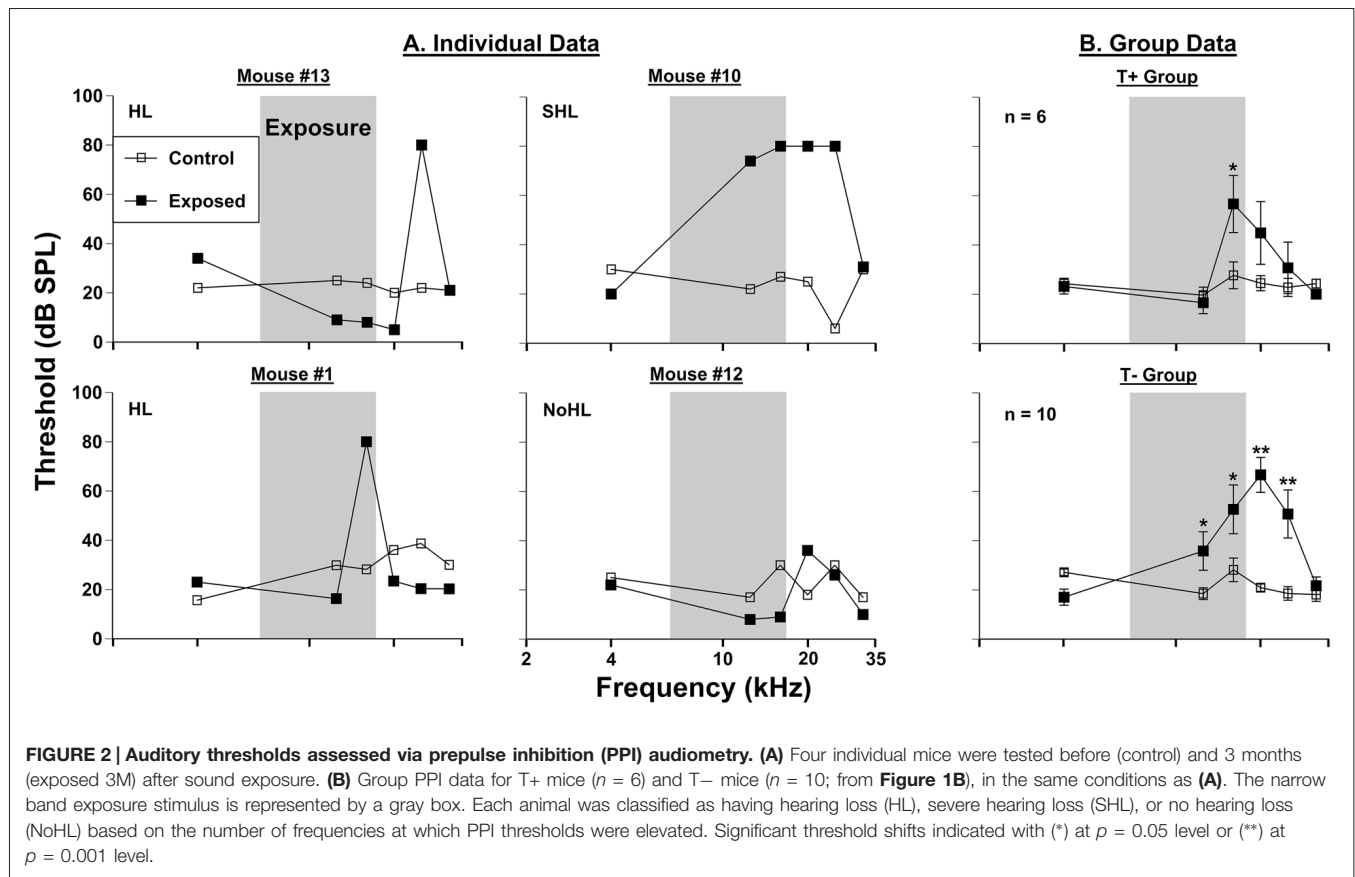 A. Individual Data
B. Group Data
Mouse #13
Mouse #10
T+ Group
100
80
60
40
20
0
HL
Exposure
Control
Exposed
SHL
n = 6
*
Threshold (dB SPL)
Mouse #1
Mouse #12
T- Group
100
80
60
40
20
0
HL
NoHL
n = 10
*
*
**
**
2
4
10
20
35
Frequency (kHz)
FIGURE 2 | Auditory thresholds assessed via prepulse inhibition (PPI) audiometry. (A) Four individual mice were tested before (control) and 3 months
(exposed 3M) after sound exposure. (B) Group PPI data for T+ mice (n = 6) and T− mice (n = 10; from Figure 1B), in the same conditions as (A). The narrow
band exposure stimulus is represented by a gray box. Each animal was classified as having hearing loss (HL), severe hearing loss (SHL), or no hearing loss
(NoHL) based on the number of frequencies at which PPI thresholds were elevated. Significant threshold shifts indicated with (*) at p = 0.05 level or (**) at
p = 0.001 level.